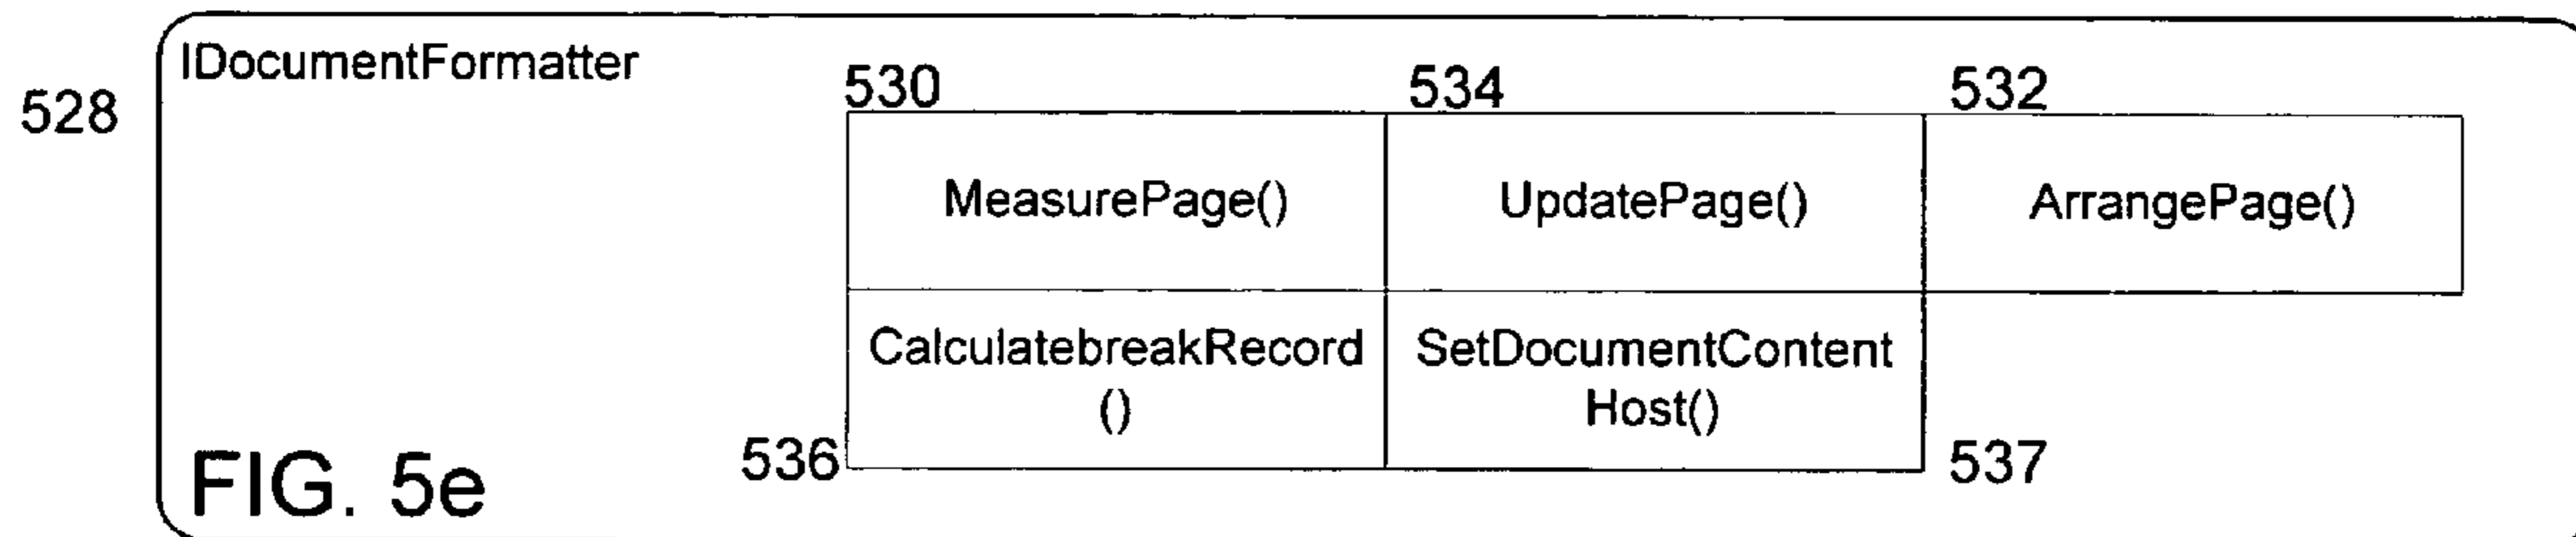 IDocumentFormatter
528
530 534 532
MeasurePage() UpdatePage() ArrangePage()
CalculatebreakRecord SetDocumentContent
() Host()
536 537
FIG. 5e